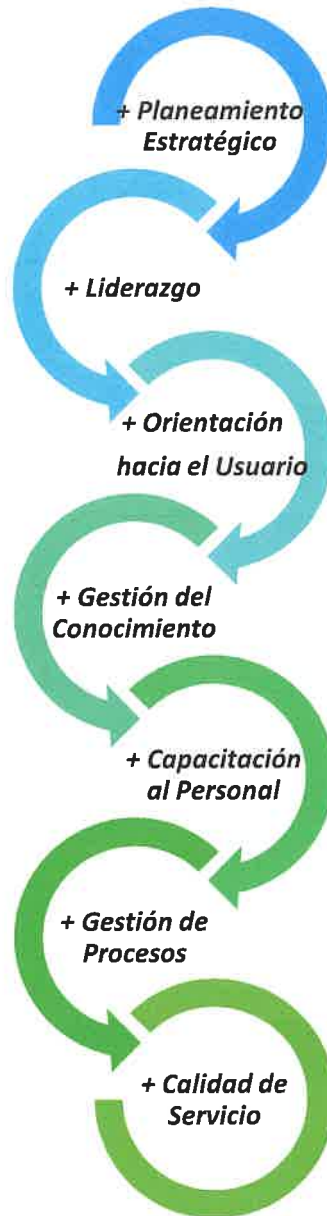 + Planeamiento
Estratégico
+ Liderazgo
+ Orientación
hacia el Usuario
+ Gestión del
Conocimiento
+ Capacitación
al Personal
+ Gestión de
Procesos
+ Calidad de
Servicio